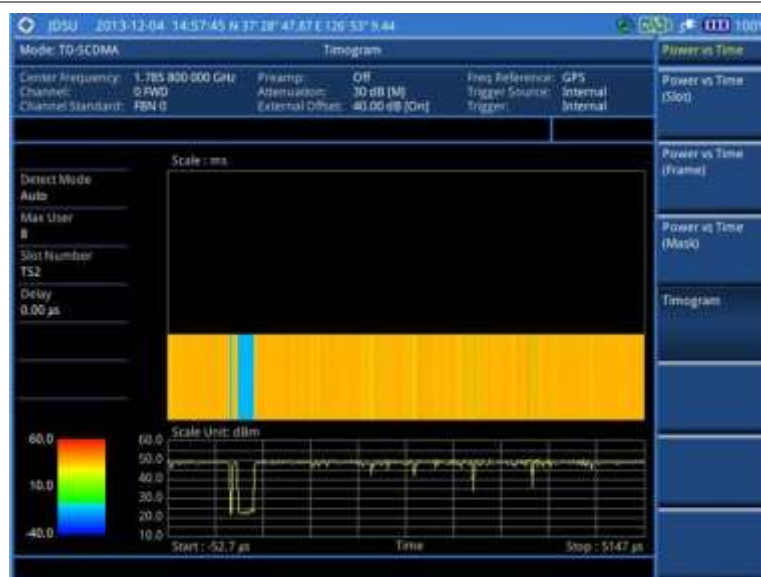 JDSU 2013-12-04 14:57:45 N 37° 28' 47.67 E 126° 53' 9.44 100%
Mode: TD-SCDMA Timogram Power vs Time
Center Frequency: 1.785 800 000 GHz Preamp: Off Freq Reference: GPS
Channel: 0 FWD Attenuation: 30 dB [M] Trigger Source: Internal
Channel Standard: FBN 0 External Offset: 40.00 dB [On] Trigger: Internal
Power vs Time
(Slot)
Scale : ms
Power vs Time
(Frame)
Detect Mode
Auto
Max User
8
Power vs Time
(Mask)
Slot Number
TS2
Delay
0.00 µs
Timogram
Scale Unit: dBm
60.0
10.0
-40.0
60.0
50.0
40.0
30.0
20.0
10.0
Start : -52.7 µs Time Stop : 5147 µs